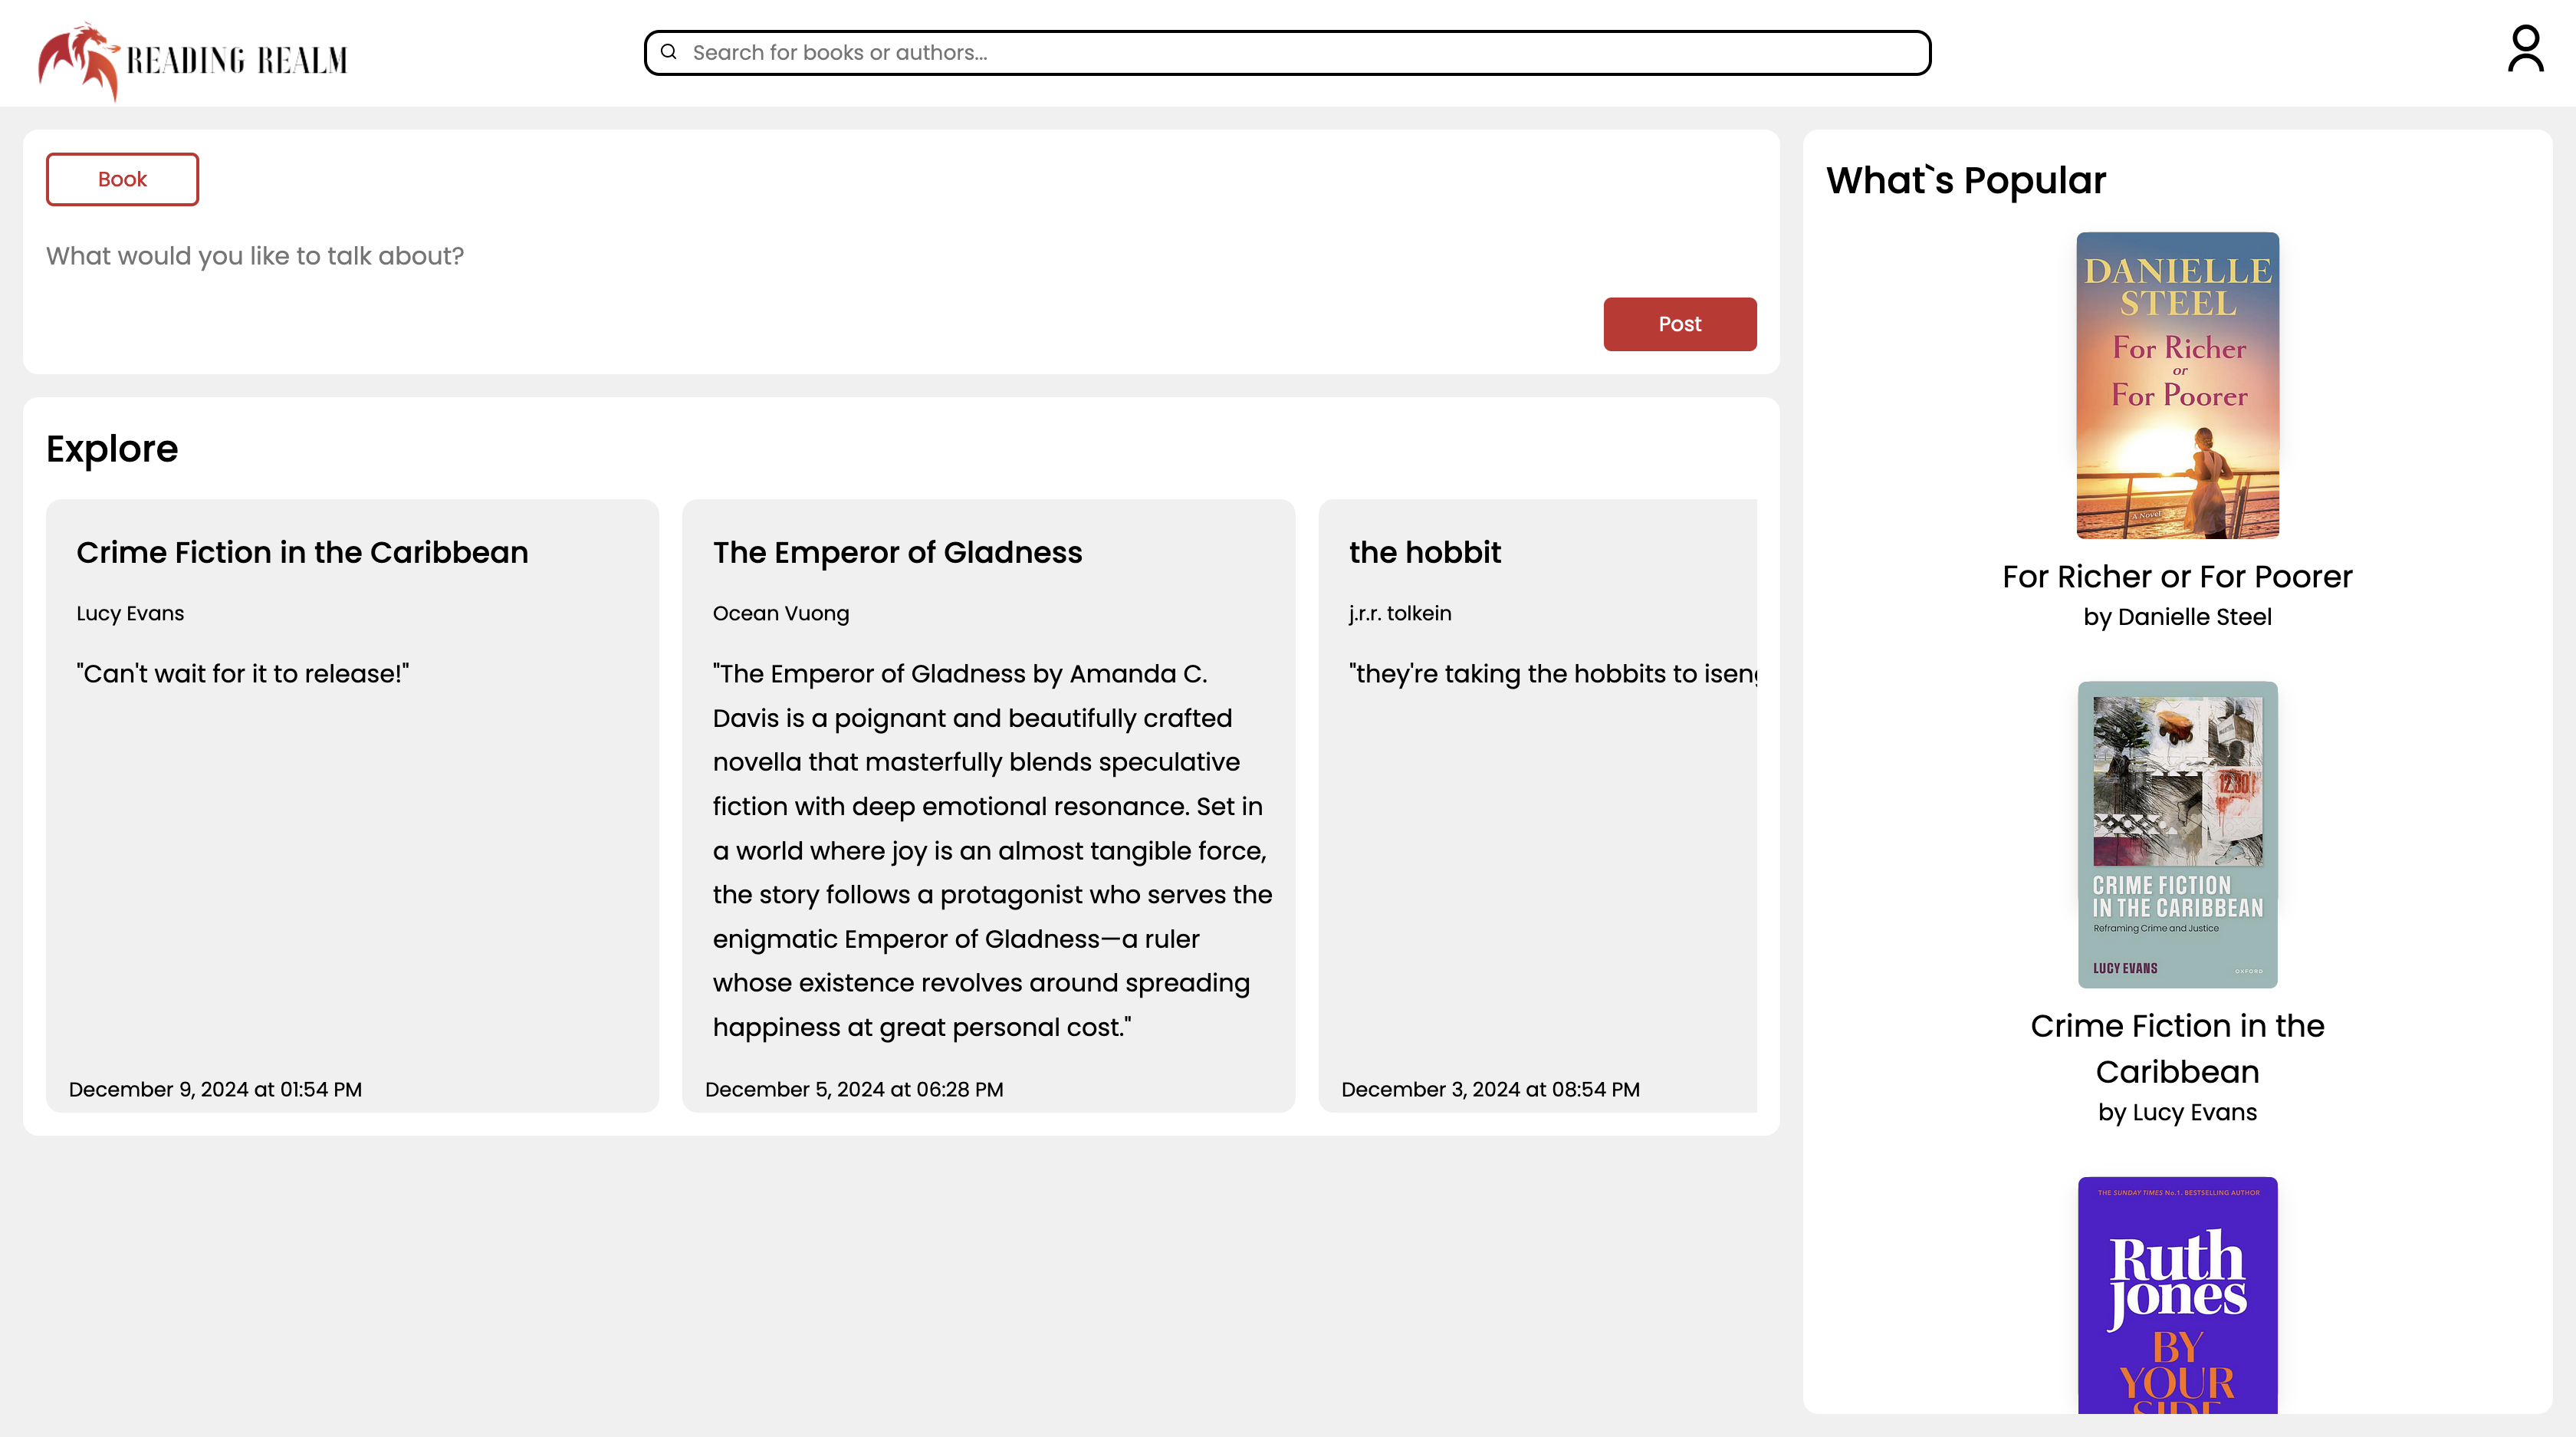 READING REALM
Search for books or authors...
Book
What would you like to talk about?
Post
Explore
Crime Fiction in the Caribbean
Lucy Evans
"Can't wait for it to release!"
December 9, 2024 at 01:54 PM
The Emperor of Gladness
Ocean Vuong
"The Emperor of Gladness by Amanda C.
Davis is a poignant and beautifully crafted
novella that masterfully blends speculative
fiction with deep emotional resonance. Set in
a world where joy is an almost tangible force,
the story follows a protagonist who serves the
enigmatic Emperor of Gladness—a ruler
whose existence revolves around spreading
happiness at great personal cost."
December 5, 2024 at 06:28 PM
the hobbit
j.r.r. tolkein
"they're taking the hobbits to iseng
December 3, 2024 at 08:54 PM
What`s Popular
DANIELLE
STEEL
For Richer
or
For Poorer
A Novel
For Richer or For Poorer
by Danielle Steel
12.30
CRIME FICTION
IN THE CARIBBEAN
Reframing Crime and Justice
LUCY EVANS
OXFORD
Crime Fiction in the
Caribbean
by Lucy Evans
THE SUNDAY TIMES No.1. BESTSELLING AUTHOR
Ruth
Jones
BY
YOUR
SIDE